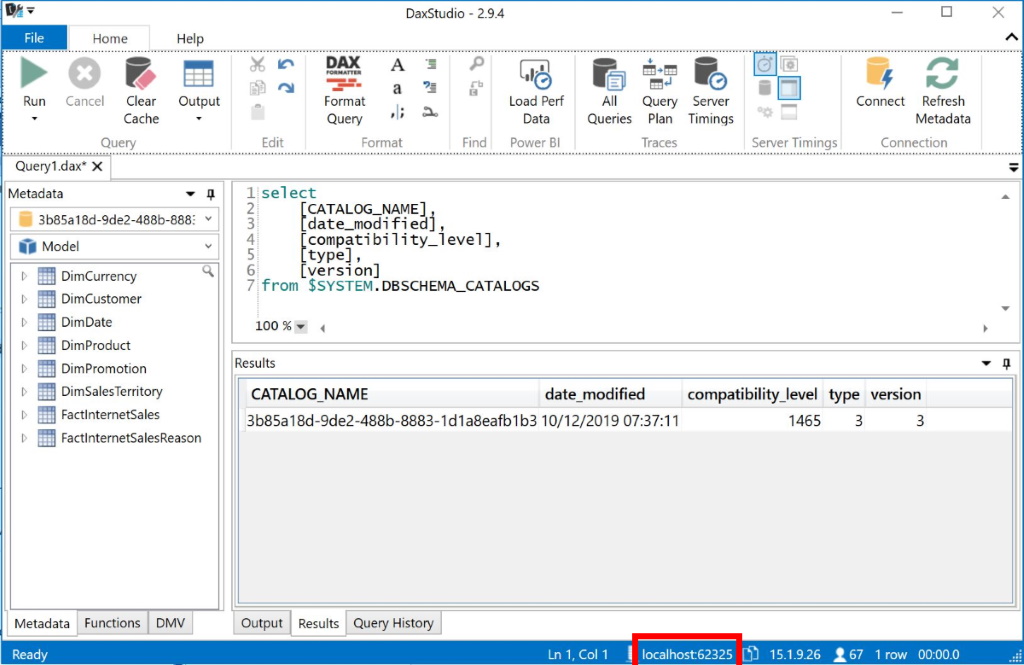 DaxStudio - 2.9.4
File Home Help
Run Cancel Clear Cache Output
Query
Edit
DAX FORMATTER
Format Query
A
a
Format
Find
Load Perf Data
Power BI
All Queries Query Plan Server Timings
Traces
Server Timings
Connect Refresh Metadata
Connection
Query1.dax*
Metadata
3b85a18d-9de2-488b-888
Model
DimCurrency
DimCustomer
DimDate
DimProduct
DimPromotion
DimSalesTerritory
FactInternetSales
FactInternetSalesReason
Metadata Functions DMV
1 select
2 [CATALOG_NAME],
3 [date_modified],
4 [compatibility_level],
5 [type],
6 [version]
7 from $SYSTEM.DBSCHEMA_CATALOGS
100 %
Results
CATALOG_NAME date_modified compatibility_level type version
3b85a18d-9de2-488b-8883-1d1a8eafb1b3 10/12/2019 07:37:11 1465 3 3
Output Results Query History
Ready Ln 1, Col 1 localhost:62325 15.1.9.26 67 1 row 00:00.0